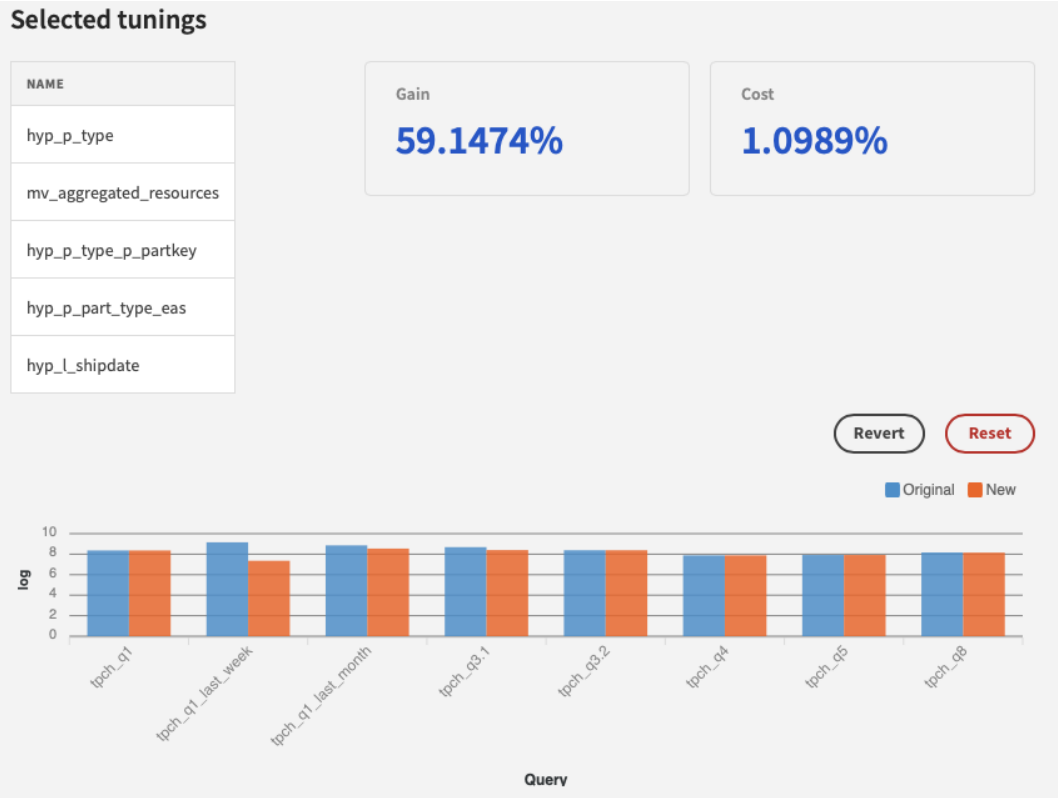 Selected tunings
NAME
hyp_p_type
mv_aggregated_resources
hyp_p_type_p_partkey
hyp_p_part_type_eas
hyp_l_shipdate
Gain
59.1474%
Cost
1.0989%
Revert
Reset
Original
New
10
8
6
4
2
0
log
tpch_q1
tpch_q1_last_week
tpch_q1_last_month
tpch_q3.1
tpch_q3.2
tpch_q4
tpch_q5
tpch_q8
Query